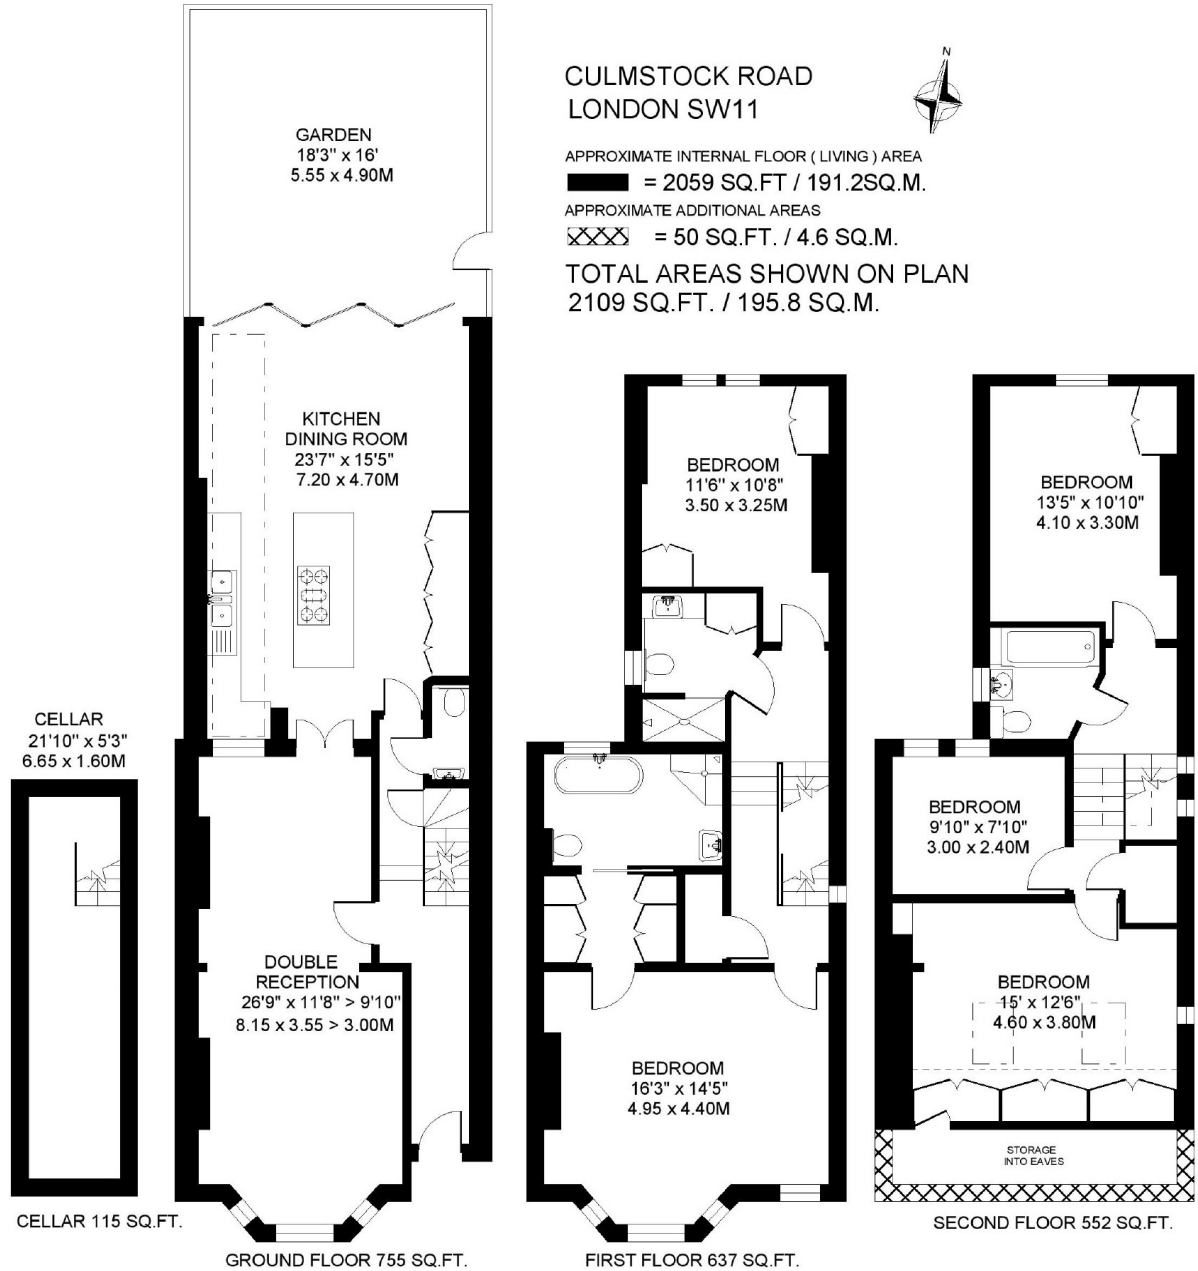 CULMSTOCK ROAD
LONDON SW11
N
APPROXIMATE INTERNAL FLOOR ( LIVING ) AREA
= 2059 SQ.FT / 191.2SQ.M.
APPROXIMATE ADDITIONAL AREAS
= 50 SQ.FT. / 4.6 SQ.M.
TOTAL AREAS SHOWN ON PLAN
2109 SQ.FT. / 195.8 SQ.M.
GARDEN
18'3" x 16'
5.55 x 4.90M
KITCHEN
DINING ROOM
23'7" x 15'5"
7.20 x 4.70M
CELLAR
21'10" x 5'3"
6.65 x 1.60M
DOUBLE
RECEPTION
26'9" x 11'8" > 9'10"
8.15 x 3.55 > 3.00M
BEDROOM
11'6" x 10'8"
3.50 x 3.25M
BEDROOM
16'3" x 14'5"
4.95 x 4.40M
BEDROOM
13'5" x 10'10"
4.10 x 3.30M
BEDROOM
9'10" x 7'10"
3.00 x 2.40M
BEDROOM
15' x 12'6"
4.60 x 3.80M
STORAGE
INTO EAVES
CELLAR 115 SQ.FT.
GROUND FLOOR 755 SQ.FT.
FIRST FLOOR 637 SQ.FT.
SECOND FLOOR 552 SQ.FT.